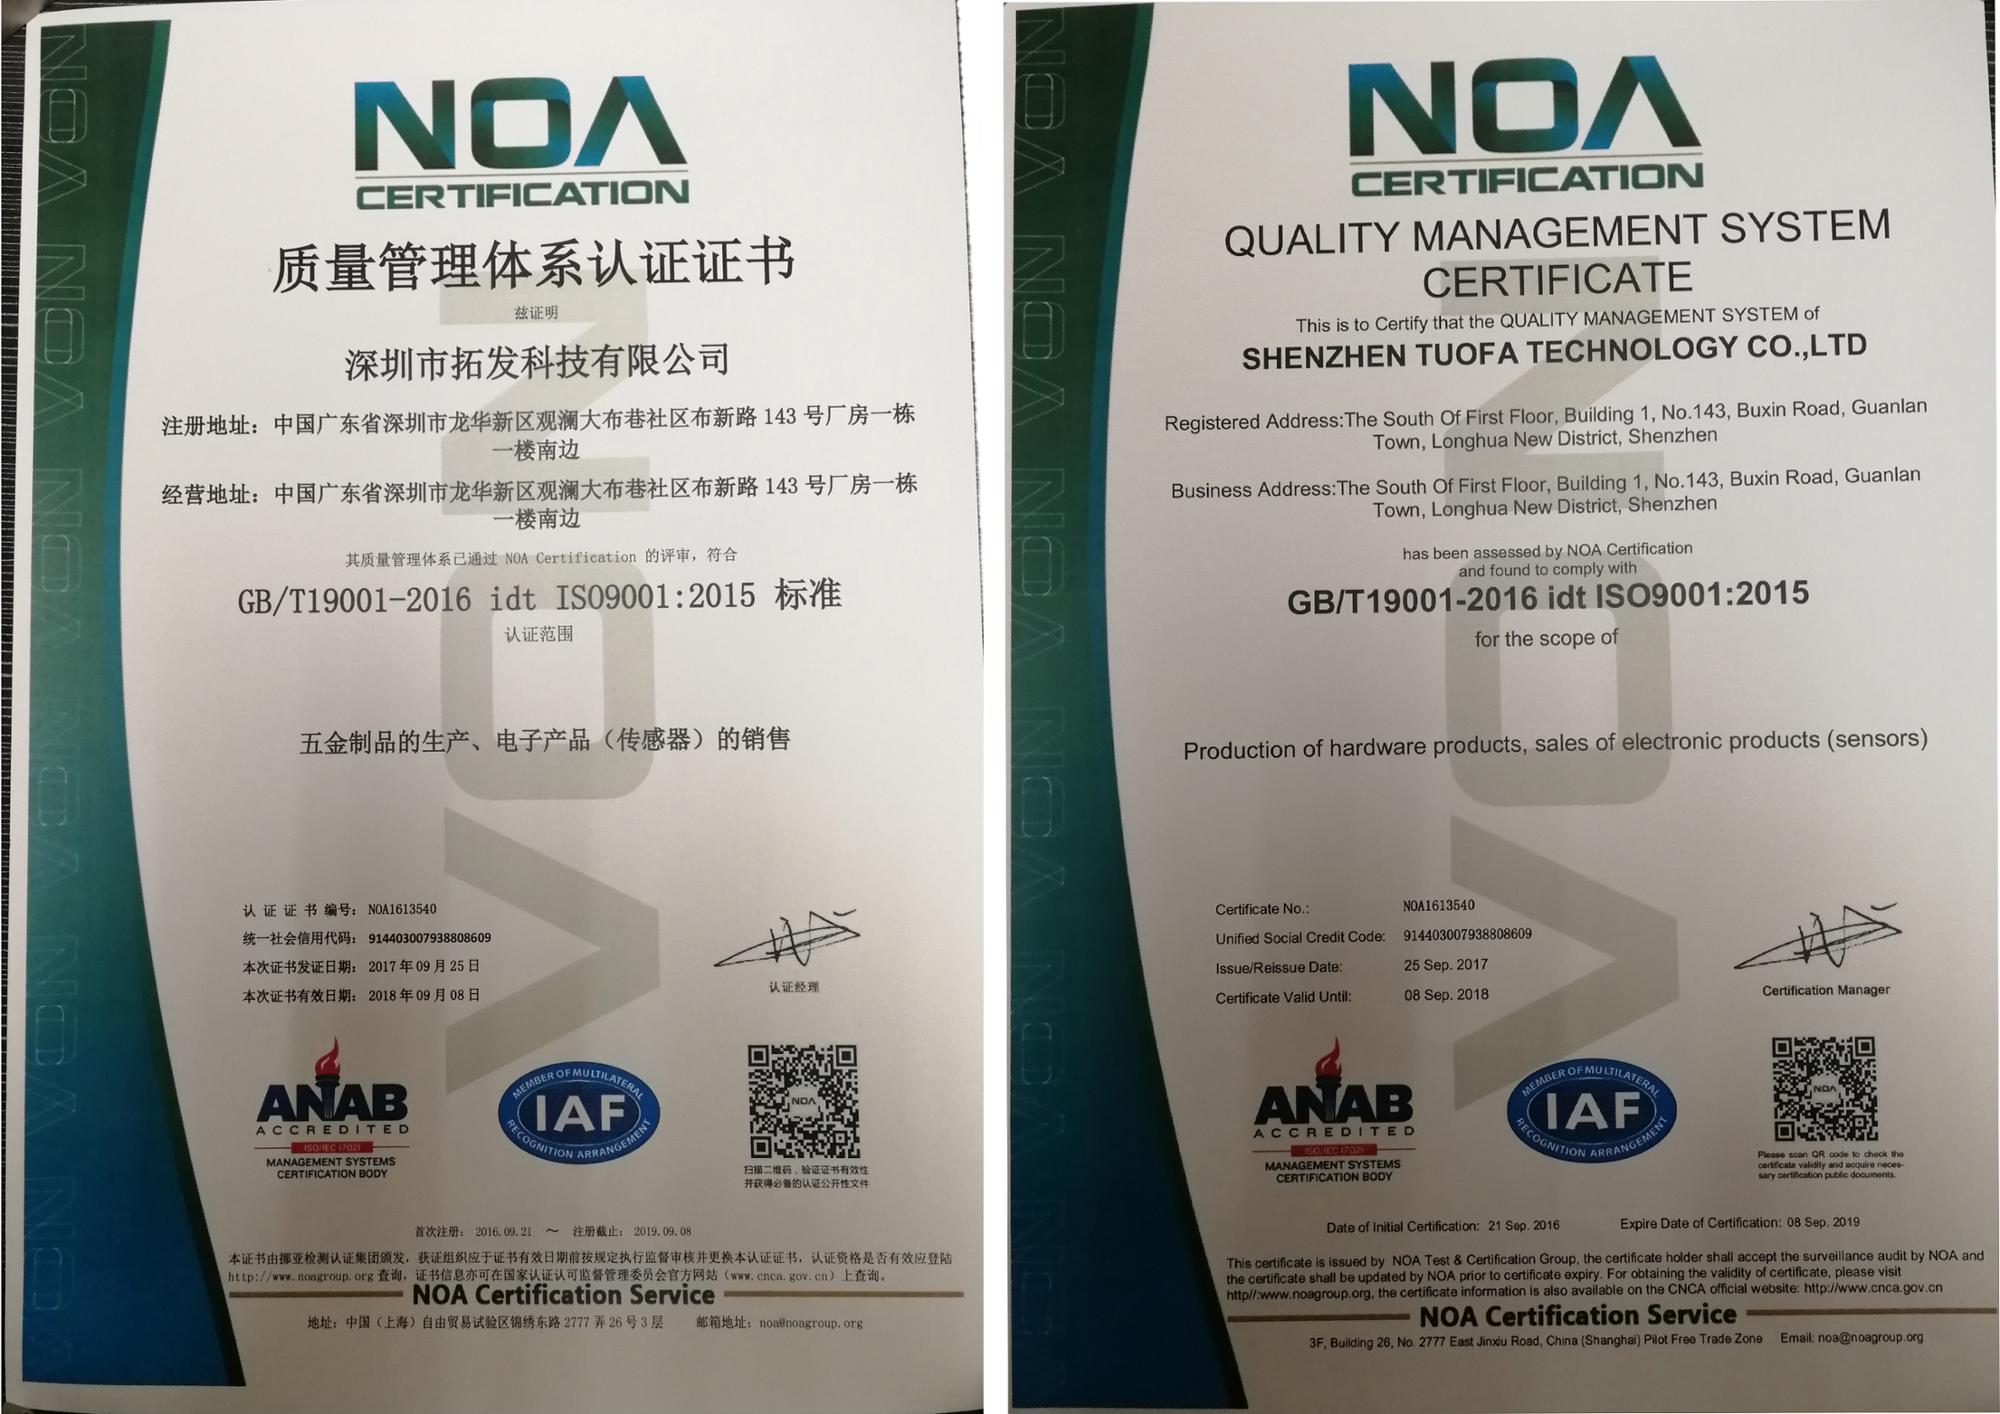 NOA
CERTIFICATION
质量管理体系认证证书
兹证明
深圳市拓发科技有限公司
注册地址：中国广东省深圳市龙华新区观澜大布巷社区布新路 143 号厂房一栋
一楼南边
经营地址：中国广东省深圳市龙华新区观澜大布巷社区布新路 143 号厂房一栋
一楼南边
其质量管理体系已通过 NOA Certification 的评审，符合
GB/T19001-2016 idt ISO9001:2015 标准
认证范围
五金制品的生产、电子产品（传感器）的销售
认 证 证 书 编号： NOA1613540
统一社会信用代码： 914403007938808609
本次证书发证日期： 2017 年 09 月 25 日
本次证书有效日期： 2018 年 09 月 08 日
认证经理
ANAB
ACCREDITED
ISO/IEC 17021
MANAGEMENT SYSTEMS
CERTIFICATION BODY
MEMBER OF MULTILATERAL
IAF
RECOGNITION ARRANGEMENT
NOA
扫描二维码，验证证书有效性
并获得必备的认证公开性文件
首次注册： 2016.09.21 ～ 注册截止： 2019.09.08
本证书由挪亚检测认证集团颁发，获证组织应于证书有效日期前按规定执行监督审核并更换本认证证书，认证资格是否有效应登陆
http://www.noagroup.org 查询，证书信息亦可在国家认证认可监督管理委员会官方网站（www.cnca.gov.cn）上查询。
NOA Certification Service
地址：中国（上海）自由贸易试验区锦绣东路 2777 弄 26 号 3 层 邮箱地址：noa@noagroup.org
NOA
CERTIFICATION
QUALITY MANAGEMENT SYSTEM
CERTIFICATE
This is to Certify that the QUALITY MANAGEMENT SYSTEM of
SHENZHEN TUOFA TECHNOLOGY CO.,LTD
Registered Address:The South Of First Floor, Building 1, No.143, Buxin Road, Guanlan
Town, Longhua New District, Shenzhen
Business Address:The South Of First Floor, Building 1, No.143, Buxin Road, Guanlan
Town, Longhua New District, Shenzhen
has been assessed by NOA Certification
and found to comply with
GB/T19001-2016 idt ISO9001:2015
for the scope of
Production of hardware products, sales of electronic products (sensors)
Certificate No.: NOA1613540
Unified Social Credit Code: 914403007938808609
Issue/Reissue Date: 25 Sep. 2017
Certificate Valid Until: 08 Sep. 2018
Certification Manager
ANAB
ACCREDITED
ISO/IEC 17021
MANAGEMENT SYSTEMS
CERTIFICATION BODY
MEMBER OF MULTILATERAL
IAF
RECOGNITION ARRANGEMENT
NOA
Please scan QR code to check the
certificate validity and acquire neces-
sary certification public documents.
Date of Initial Certification: 21 Sep. 2016 Expire Date of Certification: 08 Sep. 2019
This certificate is issued by NOA Test & Certification Group, the certificate holder shall accept the surveillance audit by NOA and
the certificate shall be updated by NOA prior to certificate expiry. For obtaining the validity of certificate, please visit
http//:www.noagroup.org, the certificate information is also available on the CNCA official website: http://www.cnca.gov.cn
NOA Certification Service
3F, Building 26, No. 2777 East Jinxiu Road, China (Shanghai) Pilot Free Trade Zone Email: noa@noagroup.org